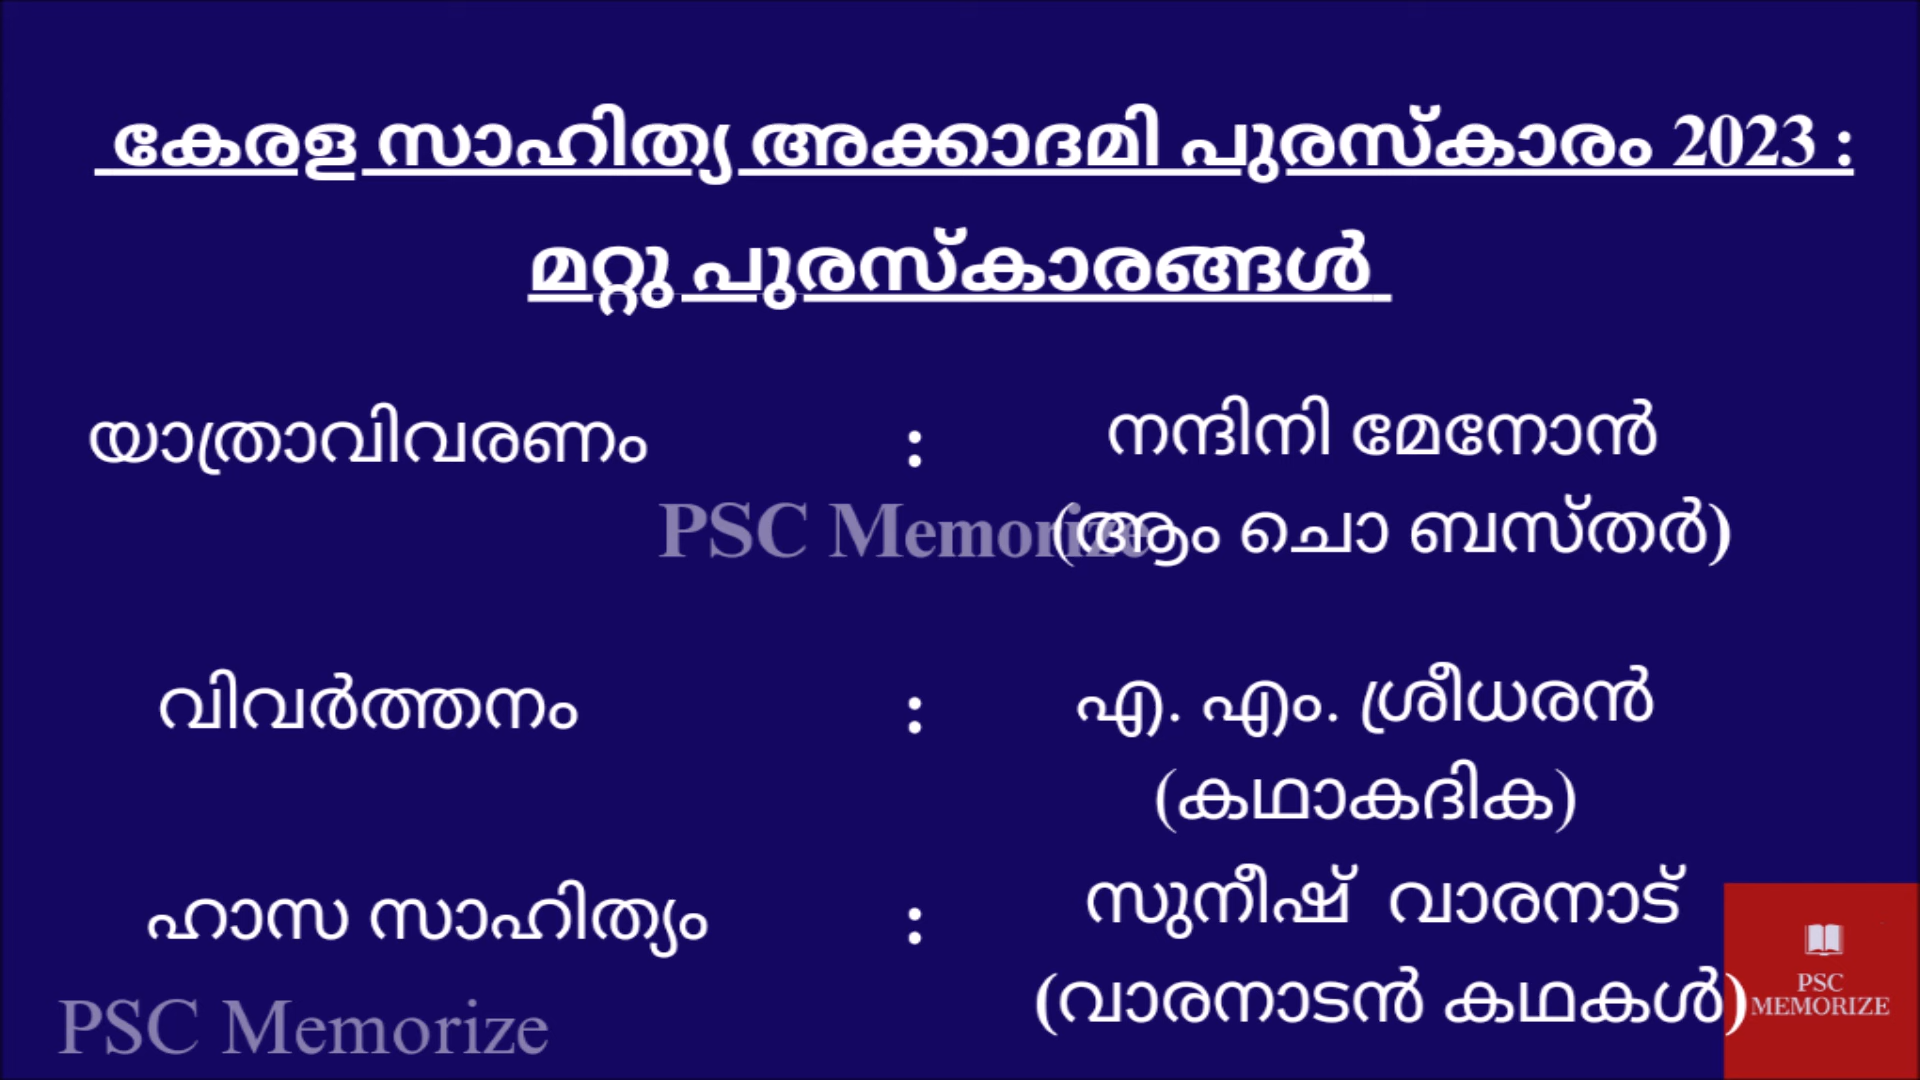 കേരള സാഹിത്യ അക്കാദമി പുരസ്കാരം 2023 :
മറ്റു പുരസ്കാരങ്ങൾ
യാത്രാവിവരണം : നന്ദിനി മേനോൻ
(ആം ചൊ ബസ്തർ)
PSC Memorize
വിവർത്തനം : എ. എം. ശ്രീധരൻ
(കഥാകദിക)
ഹാസ സാഹിത്യം : സുനീഷ് വാരനാട്
(വാരനാടൻ കഥകൾ)
PSC Memorize
PSC
MEMORIZE